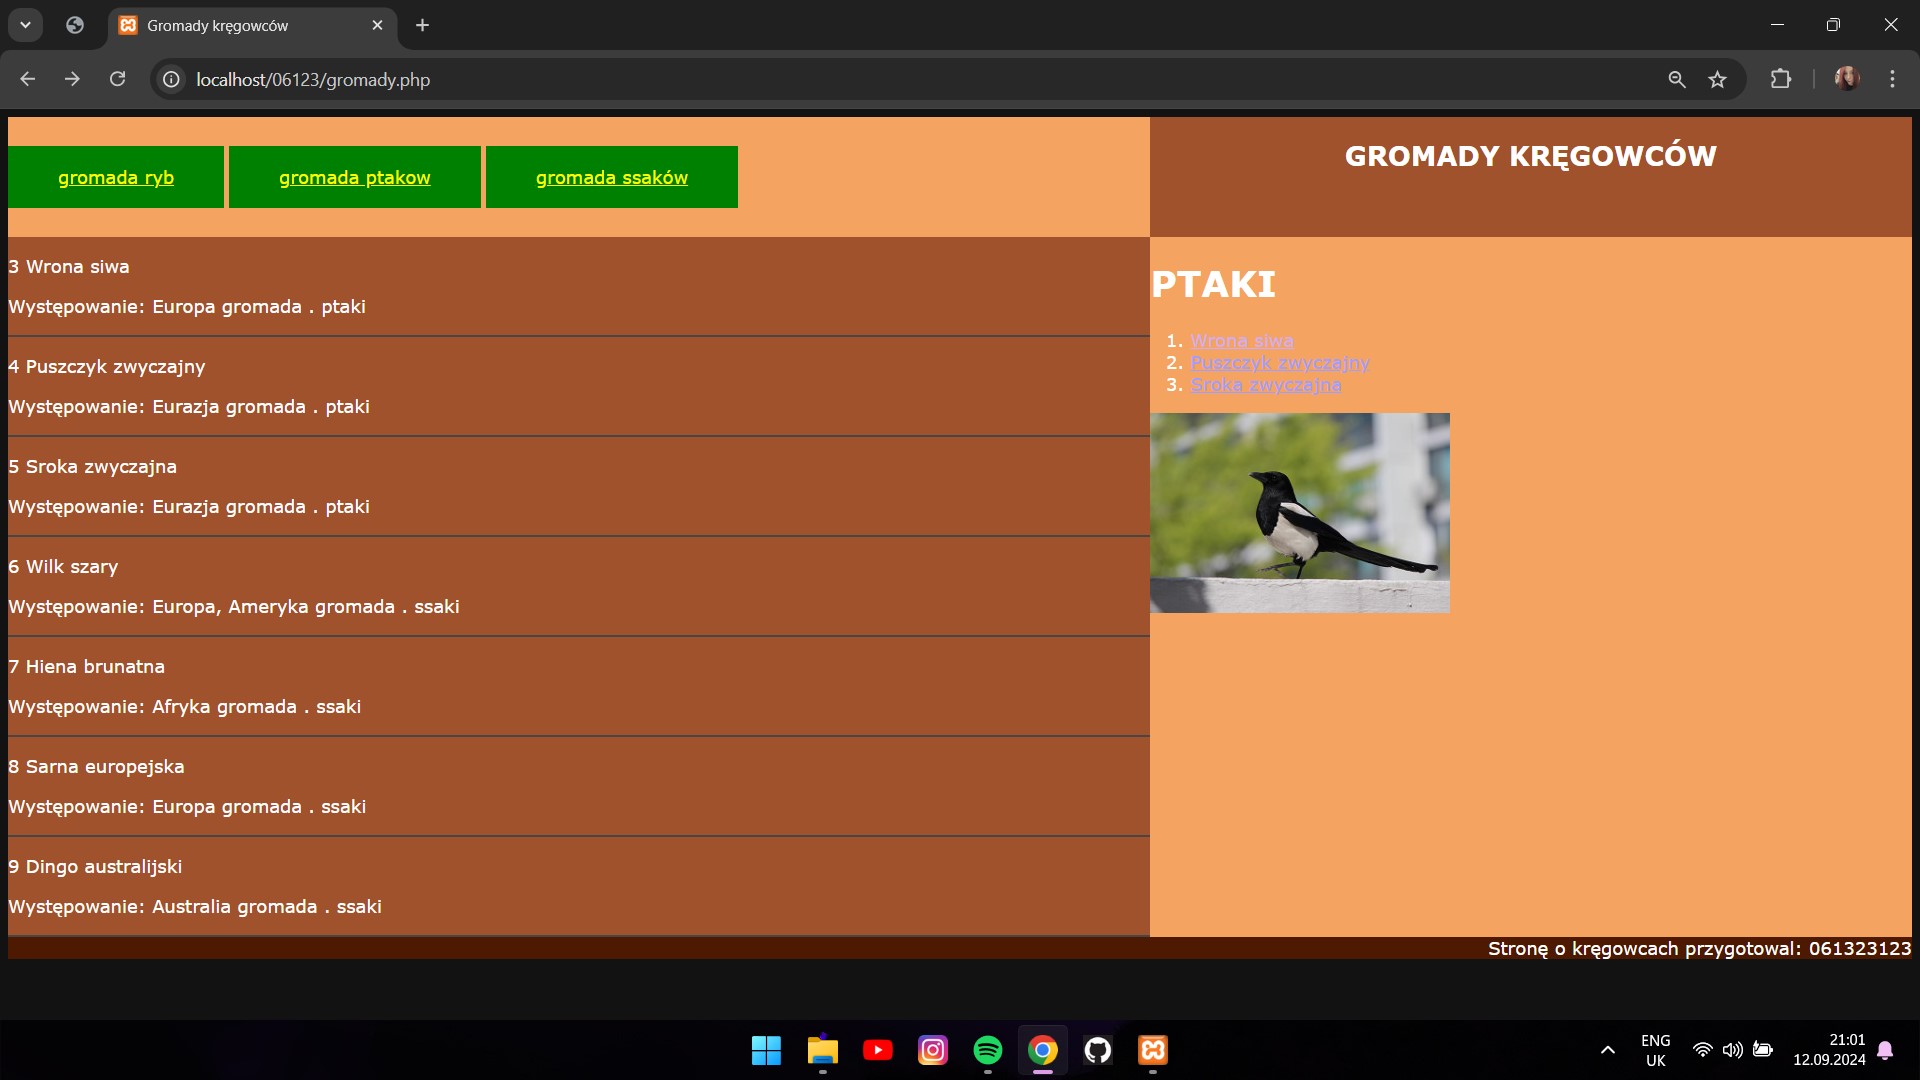 Gromady kręgowców
localhost/06123/gromady.php
gromada ryb
gromada ptakow
gromada ssaków
GROMADY KRĘGOWCÓW
3 Wrona siwa
Występowanie: Europa gromada . ptaki
4 Puszczyk zwyczajny
Występowanie: Eurazja gromada . ptaki
5 Sroka zwyczajna
Występowanie: Eurazja gromada . ptaki
6 Wilk szary
Występowanie: Europa, Ameryka gromada . ssaki
7 Hiena brunatna
Występowanie: Afryka gromada . ssaki
8 Sarna europejska
Występowanie: Europa gromada . ssaki
9 Dingo australijski
Występowanie: Australia gromada . ssaki
PTAKI
1. Wrona siwa
2. Puszczyk zwyczajny
3. Sroka zwyczajna
Stronę o kręgowcach przygotowal: 061323123
ENG
UK
21:01
12.09.2024